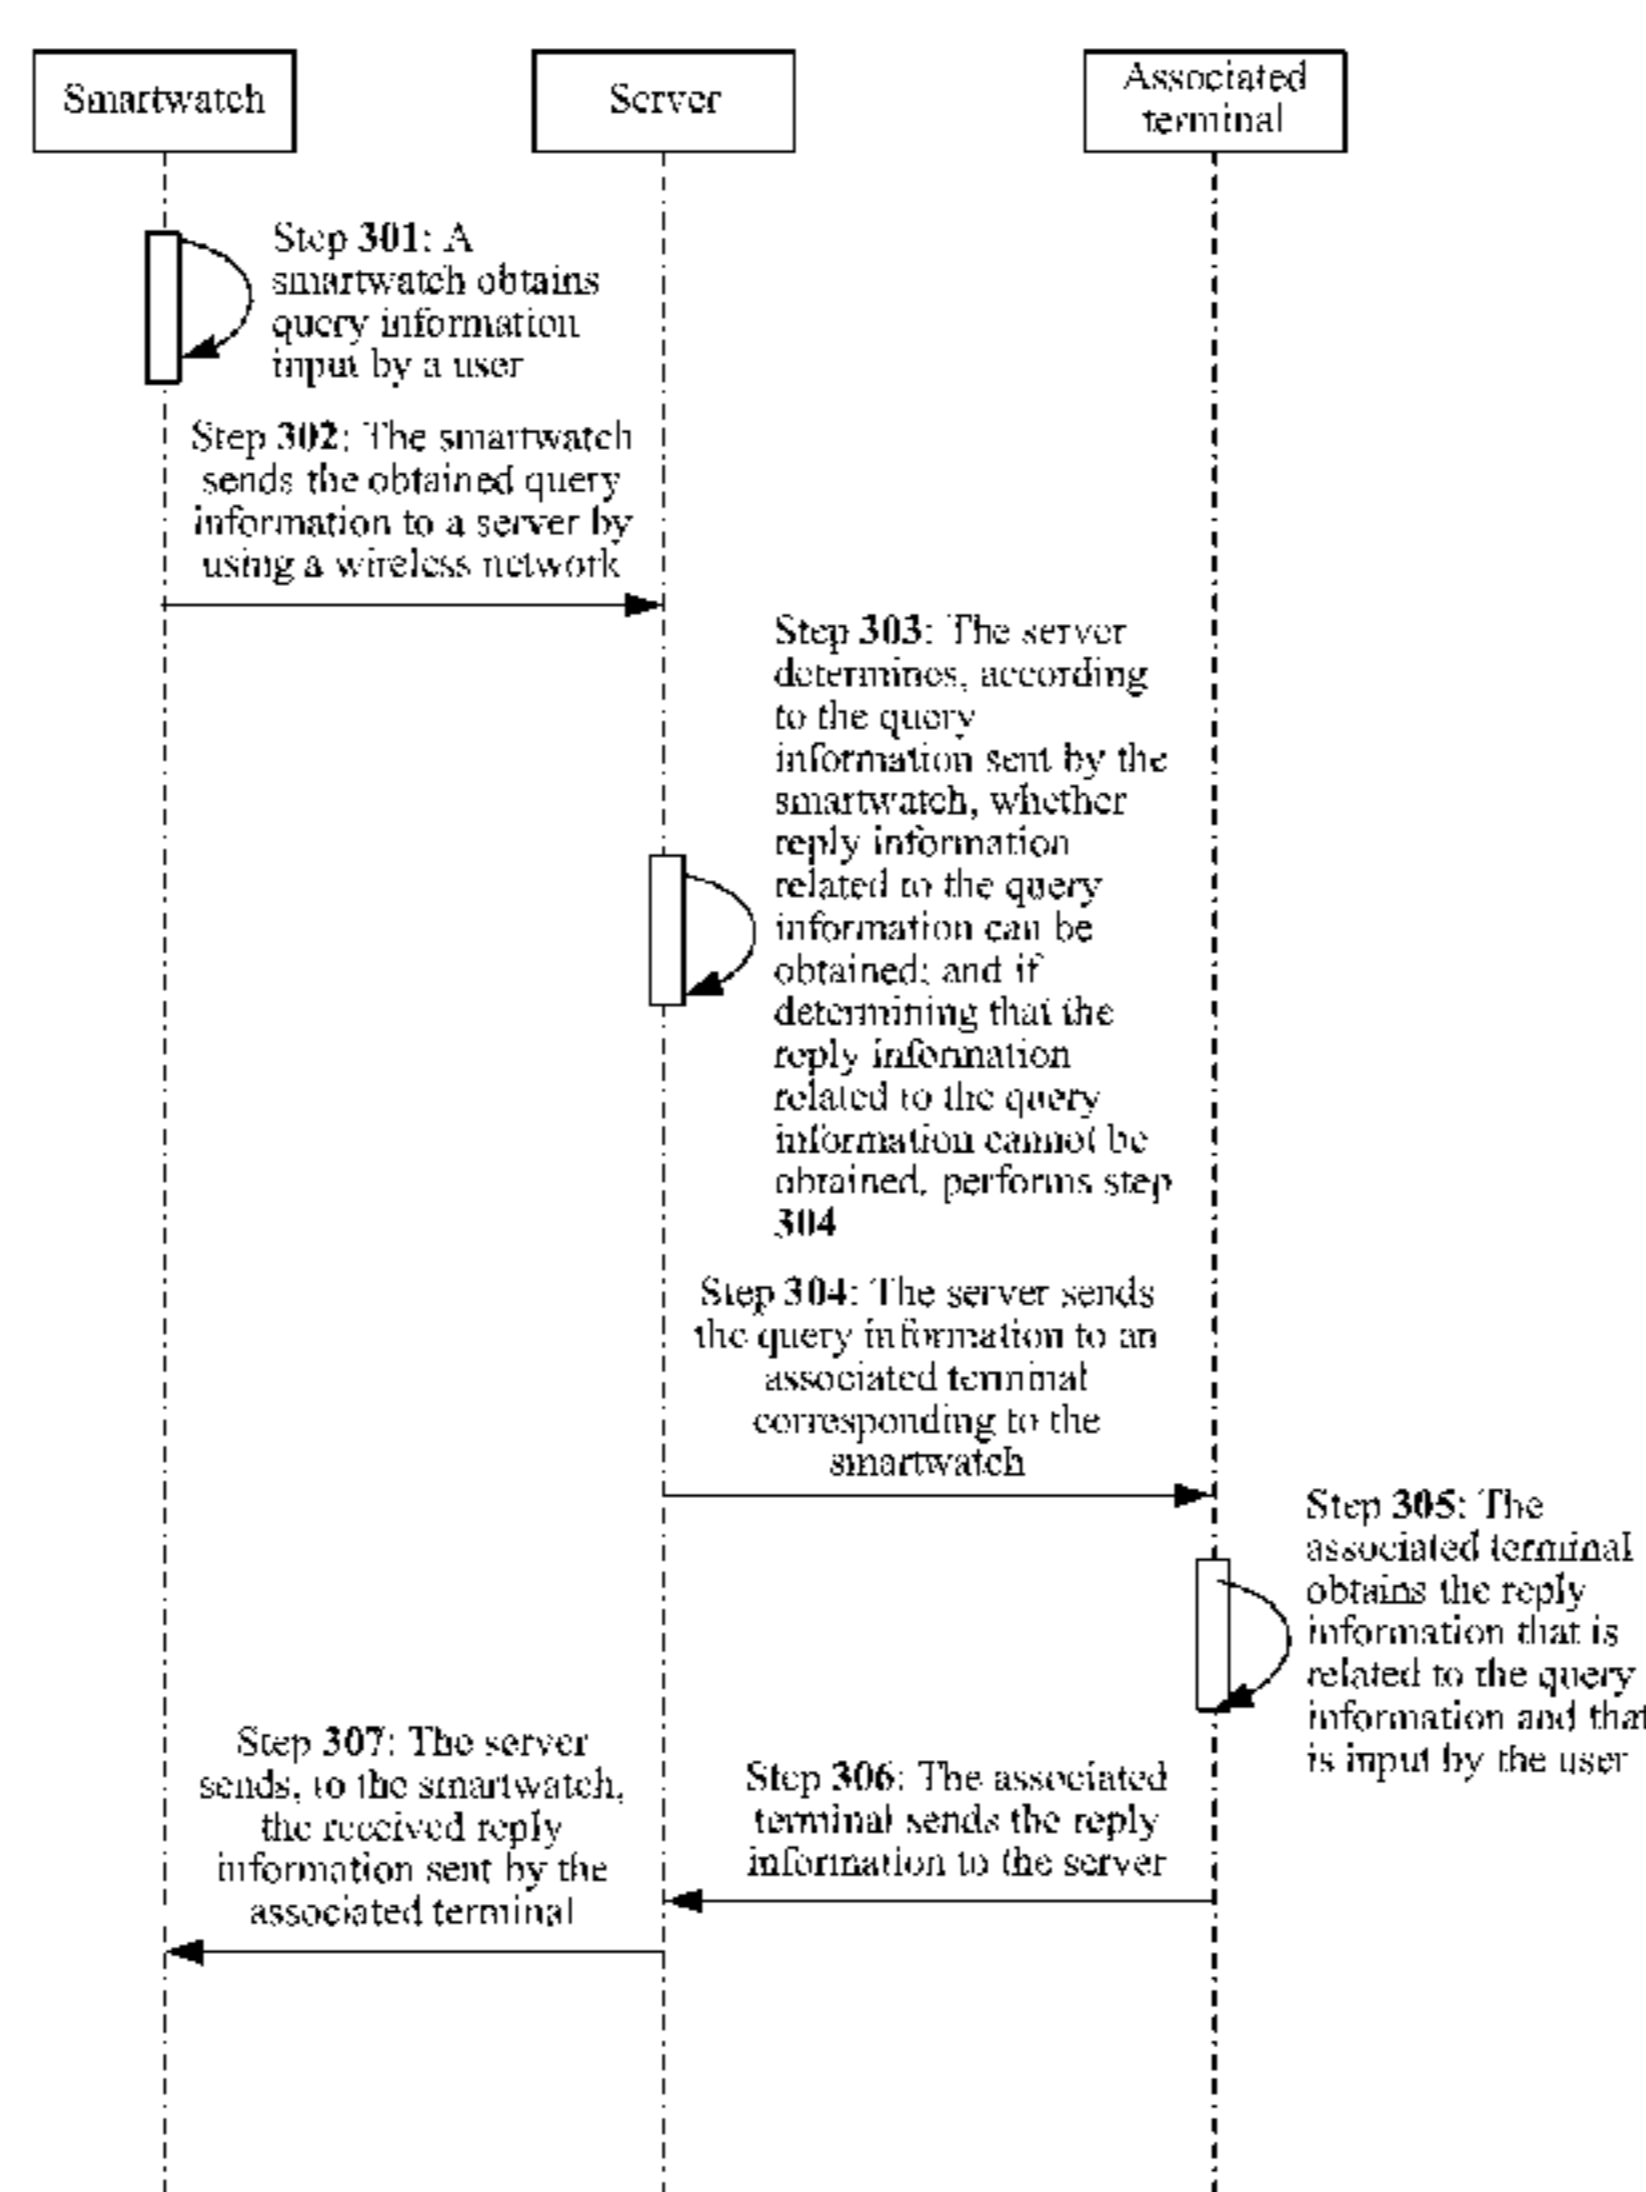 Smartwatch
Server
Associated
terminal
Step 301: A
smartwatch obtains
query information
input by a user
Step 302: The smartwatch
sends the obtained query
information to a server by
using a wireless network
Step 303: The server
determines, according
to the query
information sent by the
smartwatch, whether
reply information
related to the query
information can be
obtained; and if
determining that the
reply information
related to the query
information cannot be
obtained, performs step
304
Step 304: The server sends
the query information to an
associated terminal
corresponding to the
smartwatch
Step 305: The
associated terminal
obtains the reply
information that is
related to the query
information and that
is input by the user
Step 306: The associated
terminal sends the reply
information to the server
Step 307: The server
sends, to the smartwatch,
the received reply
information sent by the
associated terminal